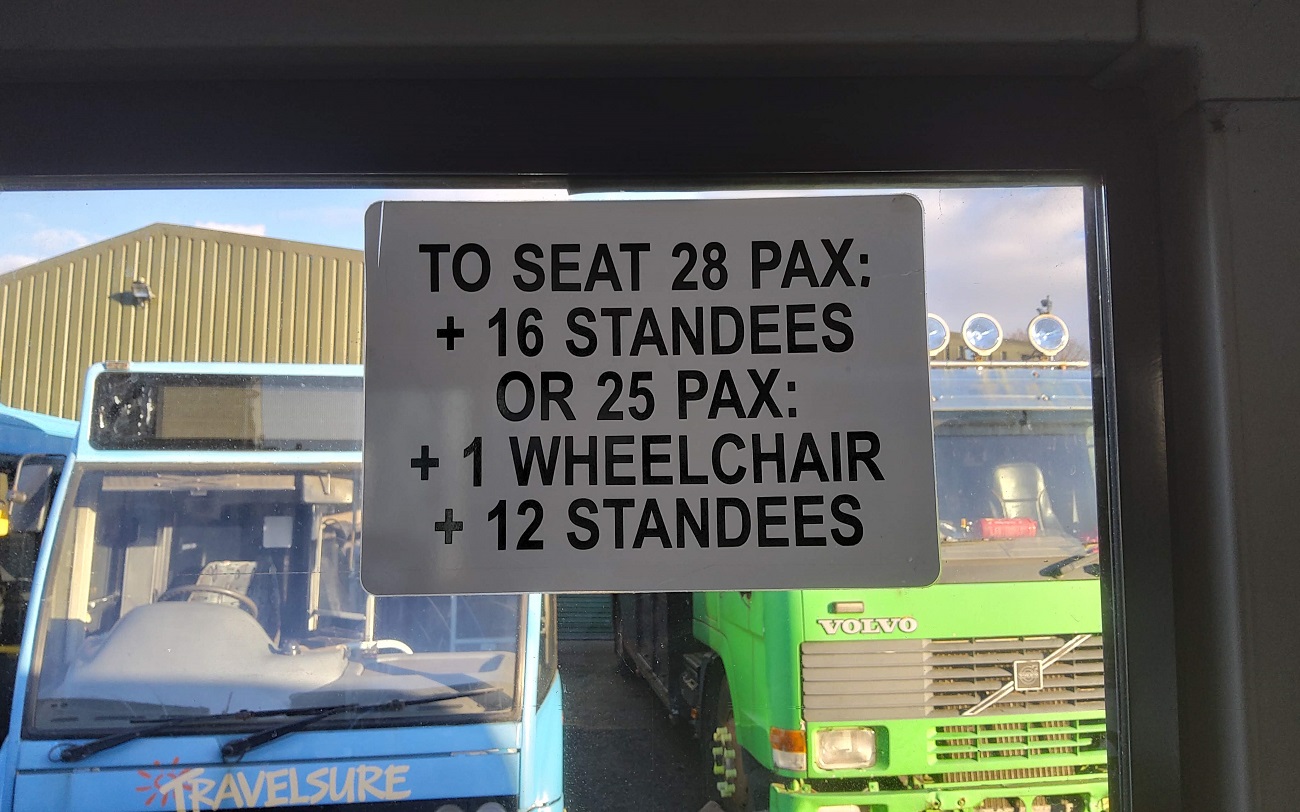 TO SEAT 28 PAX:
+ 16 STANDEES
OR 25 PAX:
+ 1 WHEELCHAIR
+ 12 STANDEES
VOLVO
TRAVELSURE